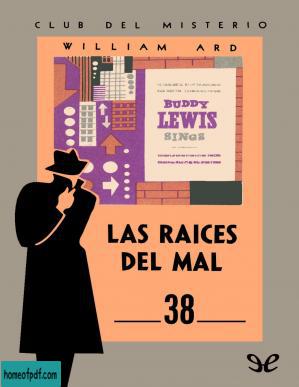 CLUB DEL MISTERIO
WILLIAM ARD
BUDDY
LEWIS
SINGS
LAS RAICES
DEL MAL
38
homeofpdf.com